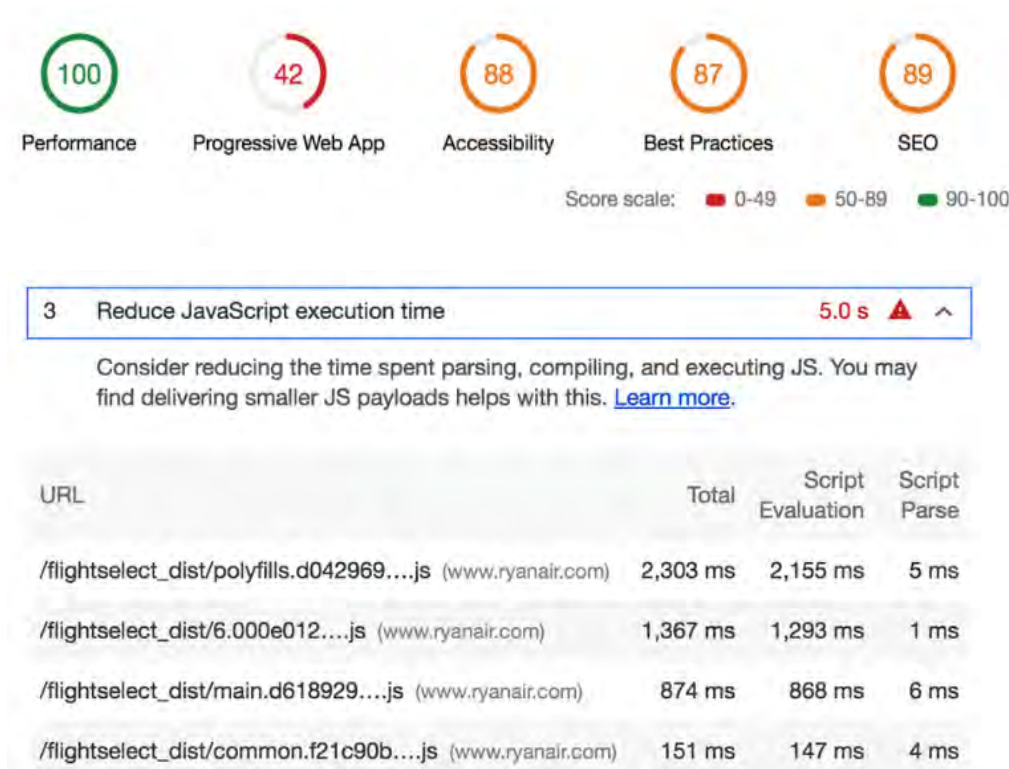 100 42 88 87 89
Performance Progressive Web App Accessibility Best Practices SEO
Score scale: 0-49 50-89 90-100
3 Reduce JavaScript execution time 5.0 s
Consider reducing the time spent parsing, compiling, and executing JS. You may
find delivering smaller JS payloads helps with this. Learn more.
URL Total Script Evaluation Script Parse
/flightselect_dist/polyfills.d042969….js (www.ryanair.com) 2,303 ms 2,155 ms 5 ms
/flightselect_dist/6.000e012….js (www.ryanair.com) 1,367 ms 1,293 ms 1 ms
/flightselect_dist/main.d618929….js (www.ryanair.com) 874 ms 868 ms 6 ms
/flightselect_dist/common.f21c90b….js (www.ryanair.com) 151 ms 147 ms 4 ms